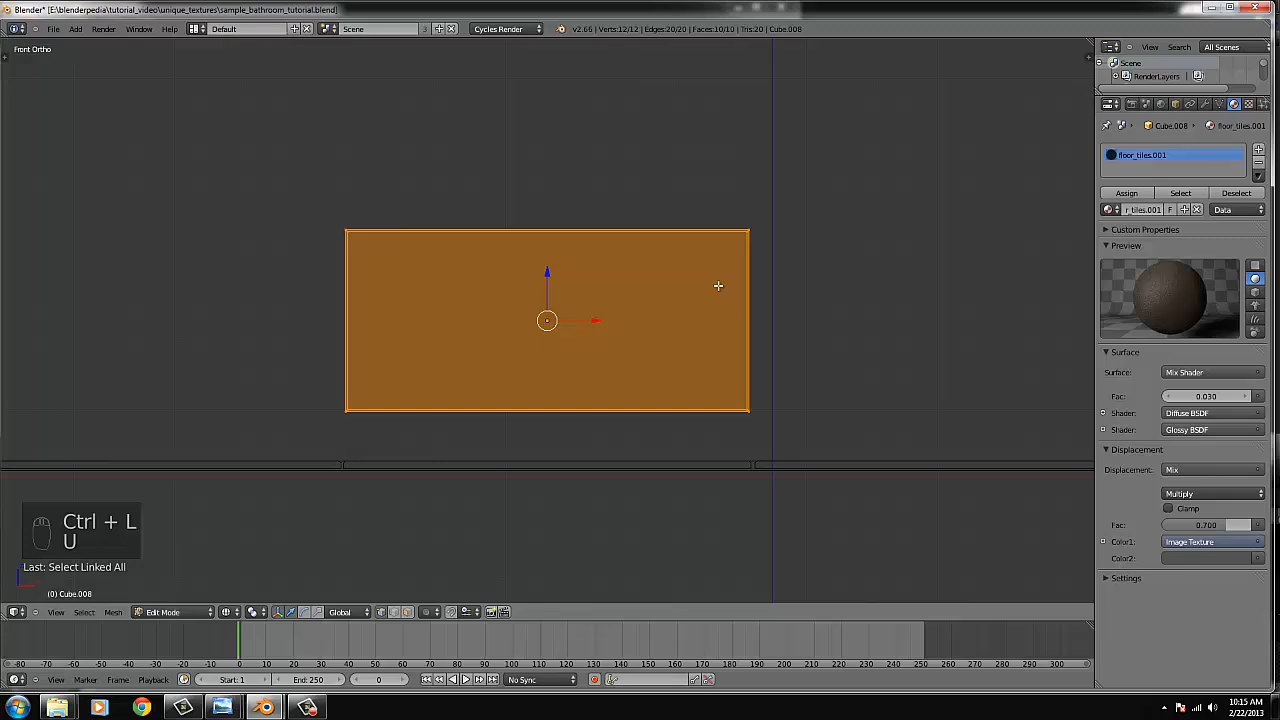 Blender* [E:\blenderpedia\tutorial_video\unique_textures\sample_bathroom_tutorial.blend]
File Add Render Window Help Default Scene 3 Cycles Render v2.66 | Verts:12/12 | Edges:20/20 | Faces:10/10 | Tris:20 | Cube.008
View Search All Scenes
Front Ortho
Scene
RenderLayers |
Cube.008 floor_tiles.001
floor_tiles.001
Assign Select Deselect
r_tiles.001 F Data
Custom Properties
Preview
Surface
Surface: Mix Shader
Fac: 0.030
Shader: Diffuse BSDF
Shader: Glossy BSDF
Displacement
Displacement: Mix
Multiply
Clamp
Fac: 0.700
Color1: Image Texture
Color2:
Settings
Ctrl + L
U
Last: Select Linked All
(0) Cube.008
View Select Mesh Edit Mode Global
-80 -70 -60 -50 -40 -30 -20 -10 0 10 20 30 40 50 60 70 80 90 100 110 120 130 140 150 160 170 180 190 200 210 220 230 240 250 260 270 280 290 300
View Marker Frame Playback Start: 1 End: 250 0 No Sync
10:15 AM
2/22/2013